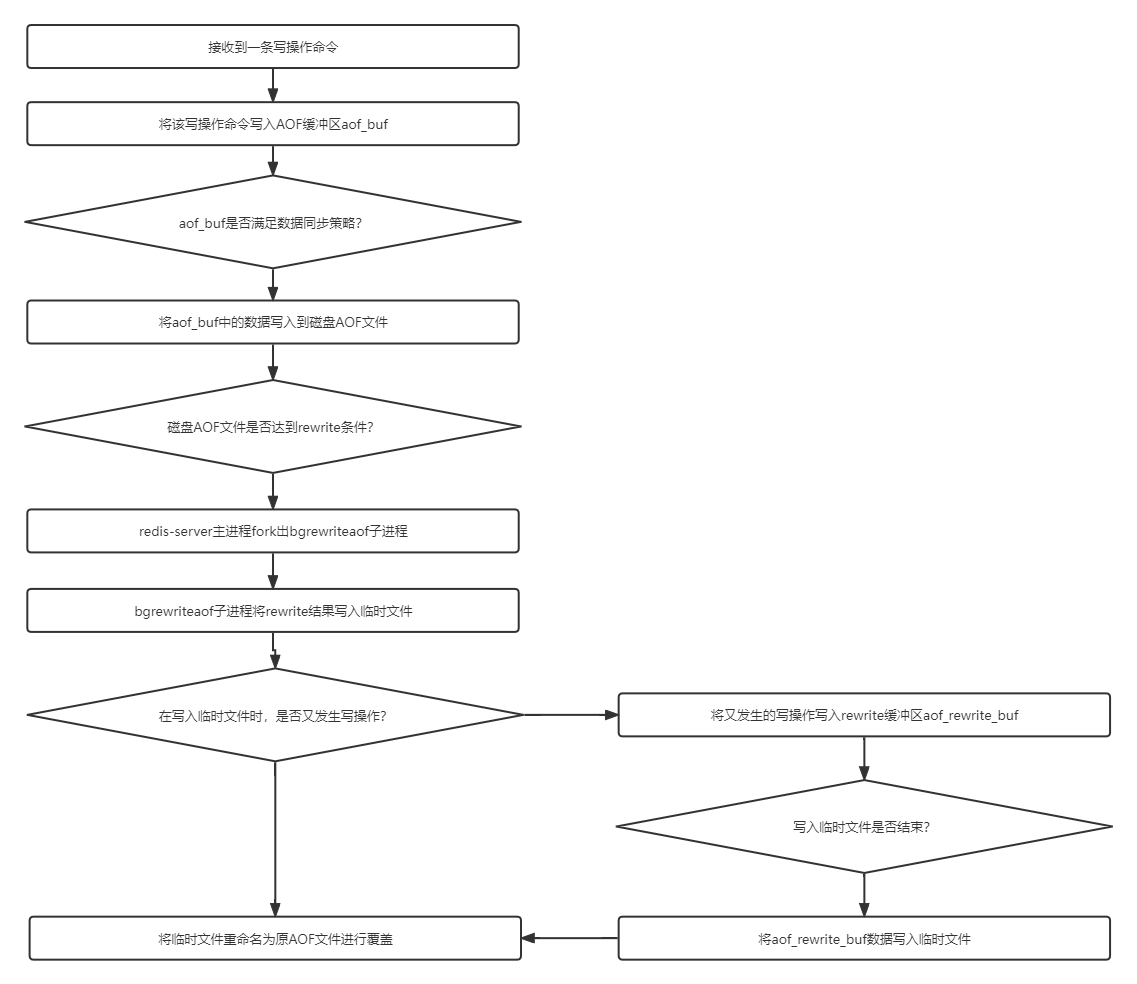 接收到一条写操作命令
将该写操作命令写入AOF缓冲区aof_buf
aof_buf是否满足数据同步策略？
将aof_buf中的数据写入到磁盘AOF文件
磁盘AOF文件是否达到rewrite条件？
redis-server主进程fork出bgrewriteaof子进程
bgrewriteaof子进程将rewrite结果写入临时文件
在写入临时文件时，是否又发生写操作？
将又发生的写操作写入rewrite缓冲区aof_rewrite_buf
写入临时文件是否结束？
将aof_rewrite_buf数据写入临时文件
将临时文件重命名为原AOF文件进行覆盖